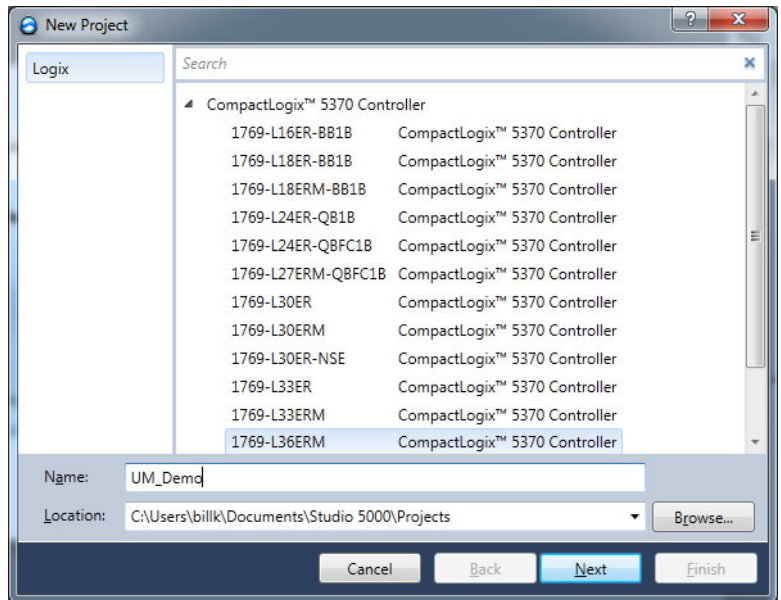 New Project
Logix
Search
CompactLogix™ 5370 Controller
1769-L16ER-BB1B CompactLogix™ 5370 Controller
1769-L18ER-BB1B CompactLogix™ 5370 Controller
1769-L18ERM-BB1B CompactLogix™ 5370 Controller
1769-L24ER-QB1B CompactLogix™ 5370 Controller
1769-L24ER-QBFC1B CompactLogix™ 5370 Controller
1769-L27ERM-QBFC1B CompactLogix™ 5370 Controller
1769-L30ER CompactLogix™ 5370 Controller
1769-L30ERM CompactLogix™ 5370 Controller
1769-L30ER-NSE CompactLogix™ 5370 Controller
1769-L33ER CompactLogix™ 5370 Controller
1769-L33ERM CompactLogix™ 5370 Controller
1769-L36ERM CompactLogix™ 5370 Controller
Name: UM_Demo
Location: C:\Users\billk\Documents\Studio 5000\Projects Browse...
Cancel Back Next Finish